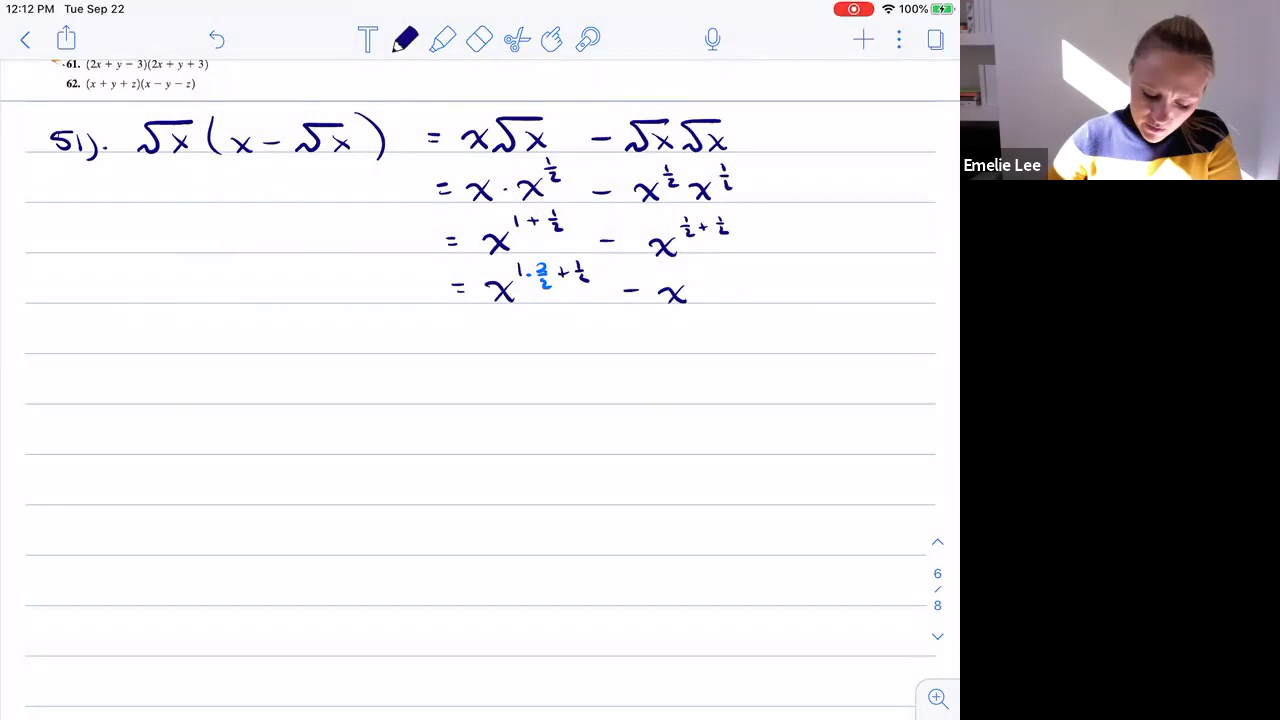 12:12 PM Tue Sep 22
100%
61. (2x + y − 3)(2x + y + 3)
62. (x + y + z)(x − y − z)
51). √x ( x − √x ) = x√x − √x √x
= x · x^{1/2} − x^{1/2} x^{1/2}
= x^{1 + 1/2} − x^{1/2 + 1/2}
= x^{1 · 2/2 + 1/2} − x
Emelie Lee
6
/
8